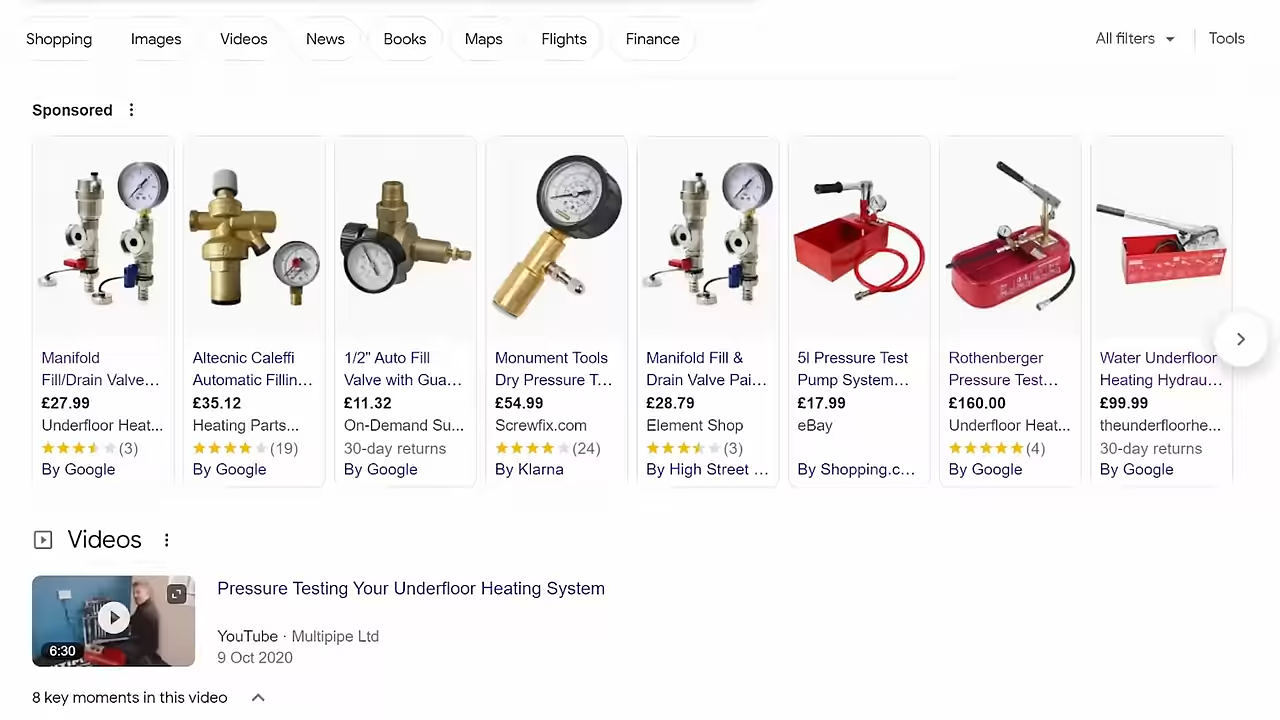 Shopping Images Videos News Books Maps Flights Finance All filters Tools
Sponsored
Manifold
Fill/Drain Valve...
£27.99
Underfloor Heat...
(3)
By Google
Altecnic Caleffi
Automatic Fillin...
£35.12
Heating Parts...
(19)
By Google
1/2" Auto Fill
Valve with Gua...
£11.32
On-Demand Su...
30-day returns
By Google
Monument Tools
Dry Pressure T...
£54.99
Screwfix.com
(24)
By Klarna
Manifold Fill &
Drain Valve Pai...
£28.79
Element Shop
(3)
By High Street ...
5l Pressure Test
Pump System...
£17.99
eBay
By Shopping.c...
Rothenberger
Pressure Test...
£160.00
Underfloor Heat...
(4)
By Google
Water Underfloor
Heating Hydrau...
£99.99
theunderfloorhe...
30-day returns
By Google
Videos
Pressure Testing Your Underfloor Heating System
YouTube · Multipipe Ltd
9 Oct 2020
6:30
8 key moments in this video